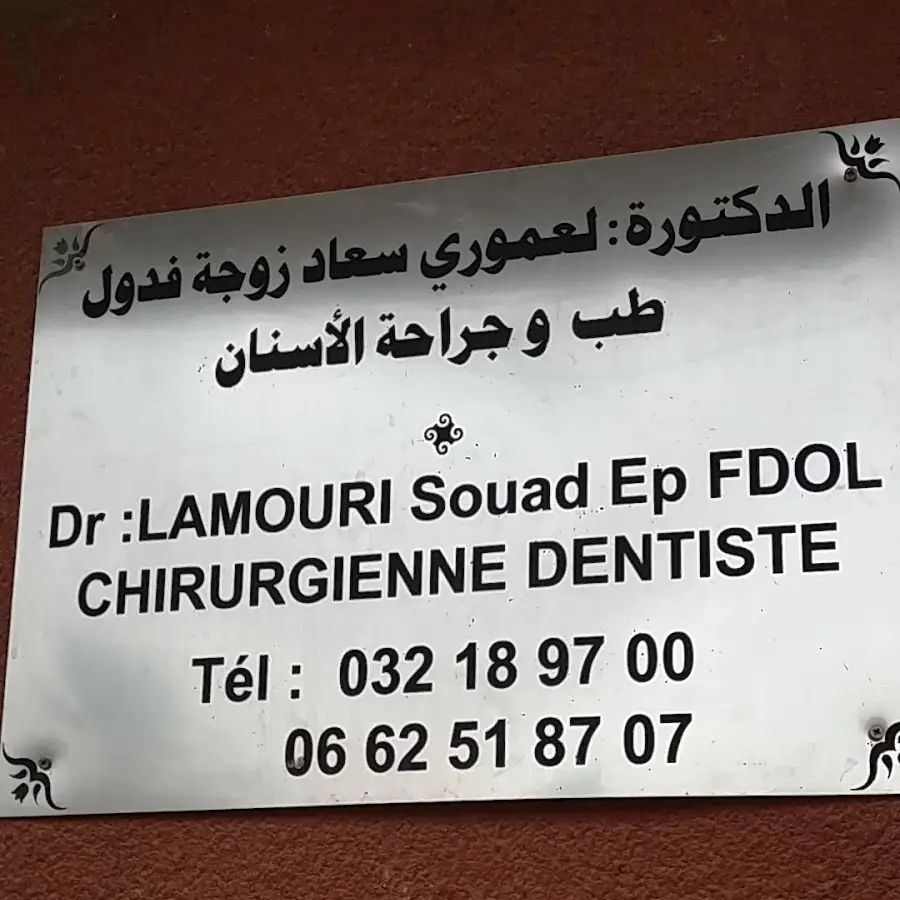 الدكتورة: لعموري سعاد زوجة فدول
طب و جراحة الأسنان
Dr :LAMOURI Souad Ep FDOL
CHIRURGIENNE DENTISTE
Tél : 032 18 97 00
06 62 51 87 07